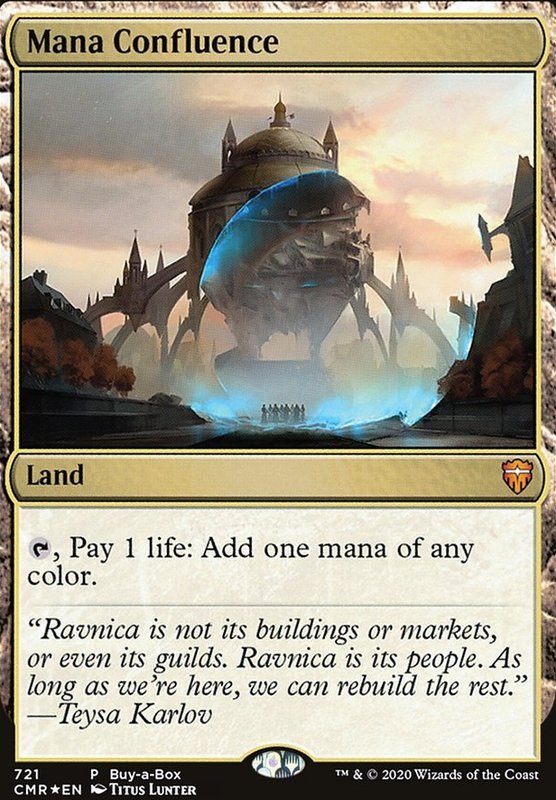 Mana Confluence
Land
, Pay 1 life: Add one mana of any
color.
“Ravnica is not its buildings or markets,
or even its guilds. Ravnica is its people. As
long as we’re here, we can rebuild the rest.”
—Teysa Karlov
721 P Buy-a-Box
CMR★EN Titus Lunter
™ & © 2020 Wizards of the Coast